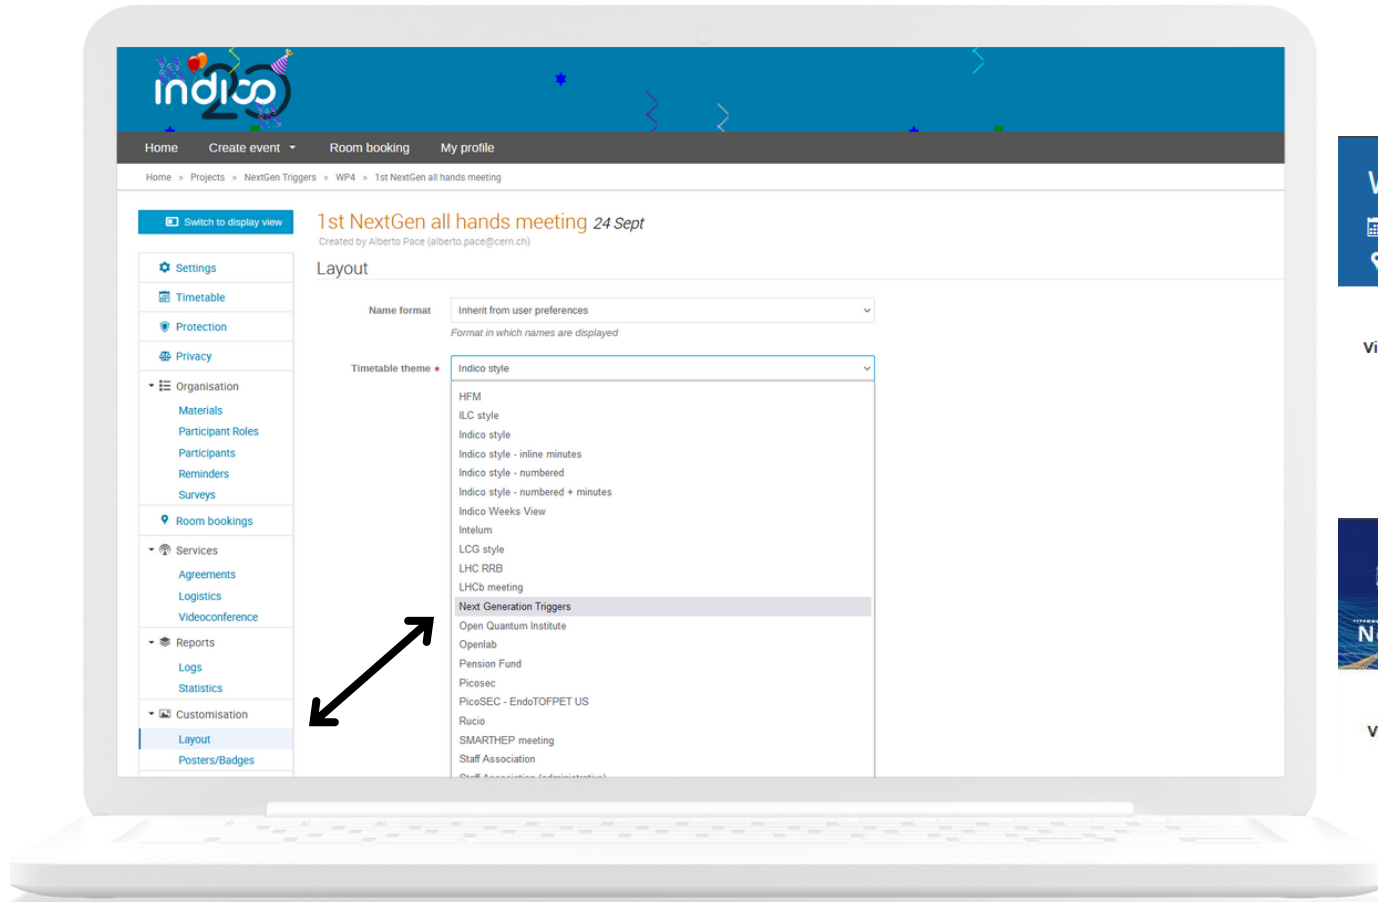 indico
20
Home Create event Room booking My profile
Home » Projects » NextGen Triggers » WP4 » 1st NextGen all hands meeting
Switch to display view
1st NextGen all hands meeting 24 Sept
Created by Alberto Pace (alberto.pace@cern.ch)
Layout
Settings
Timetable
Protection
Privacy
Organisation
Materials
Participant Roles
Participants
Reminders
Surveys
Room bookings
Services
Agreements
Logistics
Videoconference
Reports
Logs
Statistics
Customisation
Layout
Posters/Badges
Name format Inherit from user preferences
Format in which names are displayed
Timetable theme * Indico style
HFM
ILC style
Indico style
Indico style - inline minutes
Indico style - numbered
Indico style - numbered + minutes
Indico Weeks View
Intelum
LCG style
LHC RRB
LHCb meeting
Next Generation Triggers
Open Quantum Institute
Openlab
Pension Fund
Picosec
PicoSEC - EndoTOFPET US
Rucio
SMARTHEP meeting
Staff Association
Staff Association (administrative)
Vi
V